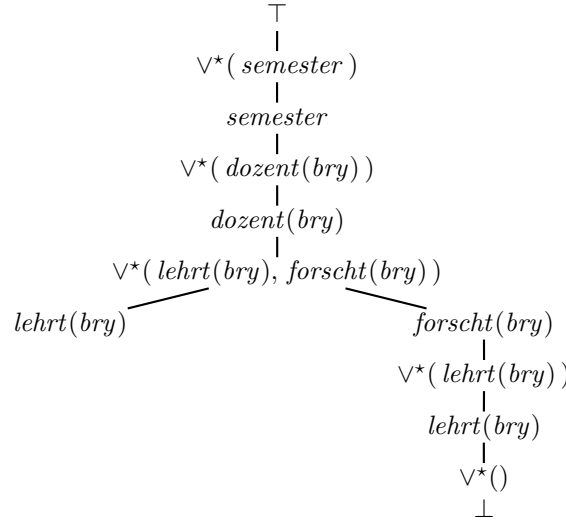 ⊤
∨⋆( semester )
semester
∨⋆( dozent(bry) )
dozent(bry)
∨⋆( lehrt(bry), forscht(bry) )
lehrt(bry) forscht(bry)
∨⋆( lehrt(bry) )
lehrt(bry)
∨⋆()
⊥